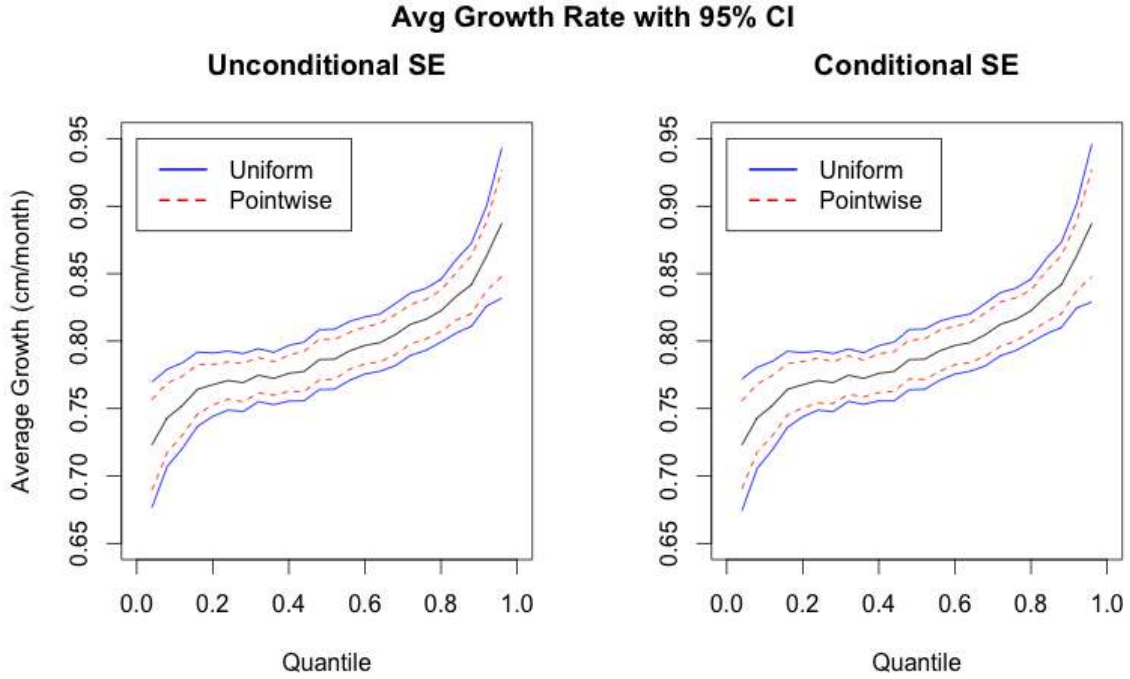 Avg Growth Rate with 95% CI
Unconditional SE
Conditional SE
Average Growth (cm/month)
0.95
0.90
0.85
0.80
0.75
0.70
0.65
Uniform
Pointwise
0.0 0.2 0.4 0.6 0.8 1.0
Quantile
0.95
0.90
0.85
0.80
0.75
0.70
0.65
Uniform
Pointwise
0.0 0.2 0.4 0.6 0.8 1.0
Quantile